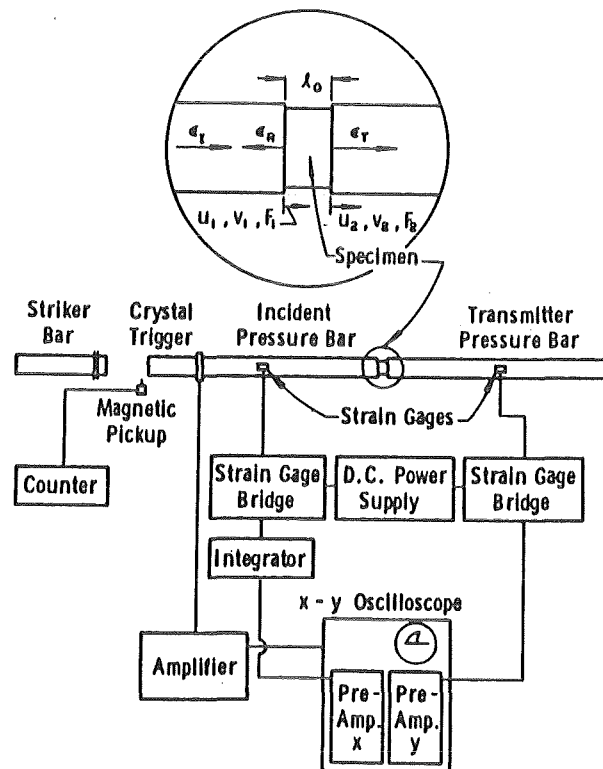 ℓ₀
ϵ_I
ϵ_R
ϵ_T
u₁ , v₁ , F₁
u₂ , v₂ , F₂
Specimen
Striker
Bar
Crystal
Trigger
Incident
Pressure Bar
Transmitter
Pressure Bar
Magnetic
Pickup
Strain Gages
Counter
Strain Gage
Bridge
D.C. Power
Supply
Strain Gage
Bridge
Integrator
x - y Oscilloscope
Amplifier
Pre-
Amp.
x
Pre-
Amp.
y